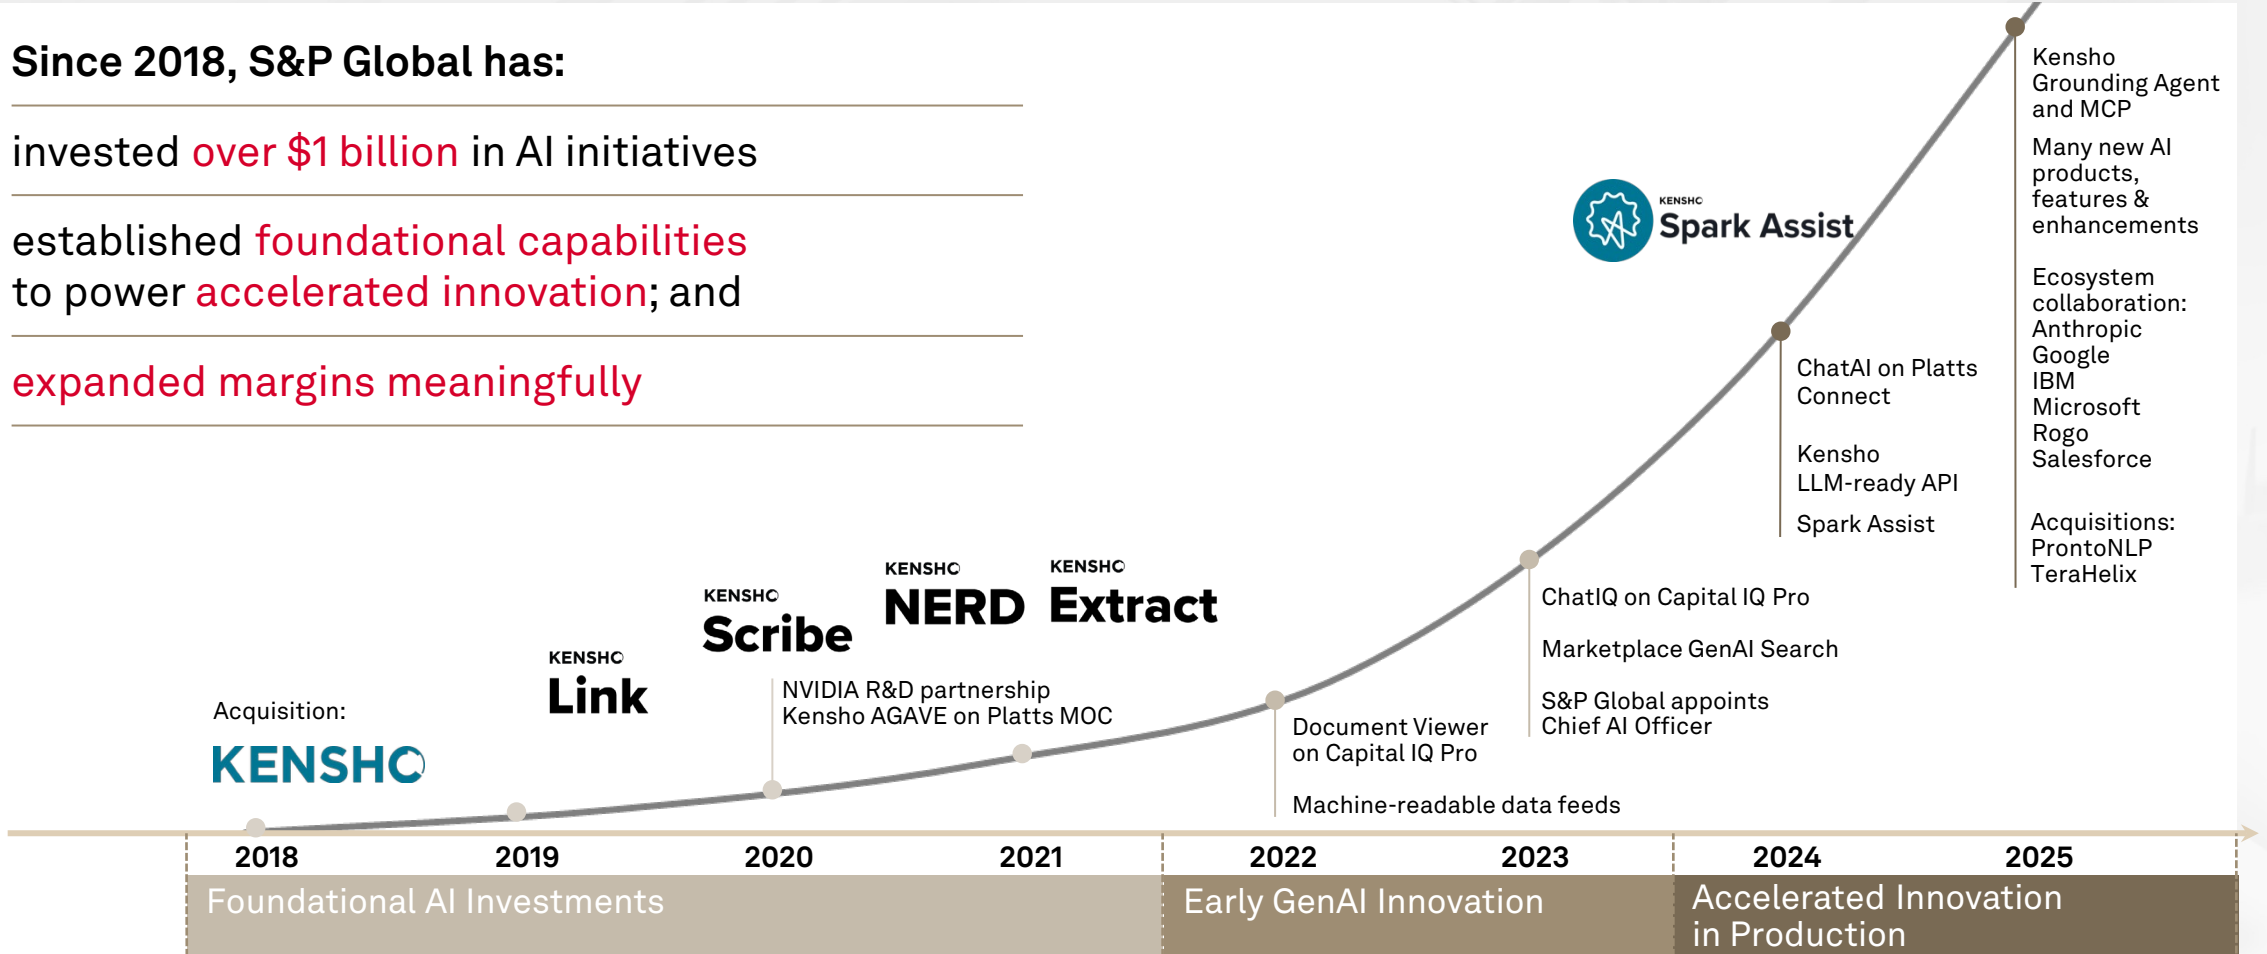 Since 2018, S&P Global has:
invested over $1 billion in AI initiatives
established foundational capabilities
to power accelerated innovation; and
expanded margins meaningfully
Acquisition:
KENSHO
KENSHO
Link
KENSHO
Scribe
NVIDIA R&D partnership
Kensho AGAVE on Platts MOC
KENSHO
NERD
KENSHO
Extract
Document Viewer
on Capital IQ Pro
Machine-readable data feeds
ChatIQ on Capital IQ Pro
Marketplace GenAI Search
S&P Global appoints
Chief AI Officer
KENSHO
Spark Assist
ChatAI on Platts
Connect
Kensho
LLM-ready API
Spark Assist
Kensho
Grounding Agent
and MCP
Many new AI
products,
features &
enhancements
Ecosystem
collaboration:
Anthropic
Google
IBM
Microsoft
Rogo
Salesforce
Acquisitions:
ProntoNLP
TeraHelix
2018 2019 2020 2021 2022 2023 2024 2025
Foundational AI Investments
Early GenAI Innovation
Accelerated Innovation
in Production